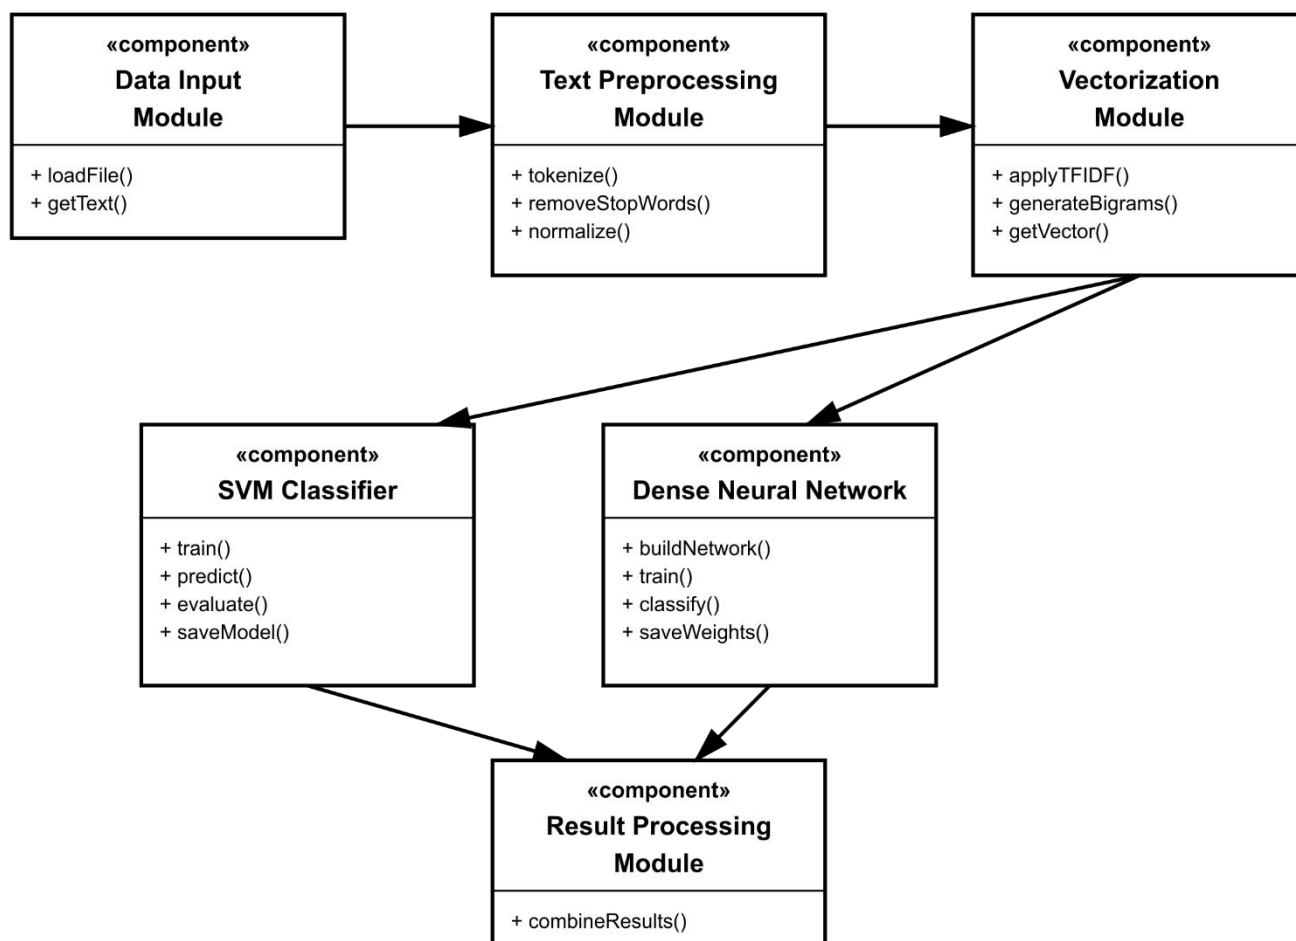 «component»
Data Input
Module
+ loadFile()
+ getText()
«component»
Text Preprocessing
Module
+ tokenize()
+ removeStopWords()
+ normalize()
«component»
Vectorization
Module
+ applyTFIDF()
+ generateBigrams()
+ getVector()
«component»
SVM Classifier
+ train()
+ predict()
+ evaluate()
+ saveModel()
«component»
Dense Neural Network
+ buildNetwork()
+ train()
+ classify()
+ saveWeights()
«component»
Result Processing
Module
+ combineResults()